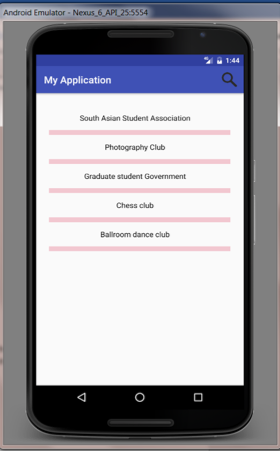 Android Emulator - Nexus_6_API_25:5554
1:44
My Application
South Asian Student Association
Photography Club
Graduate student Government
Chess club
Ballroom dance club